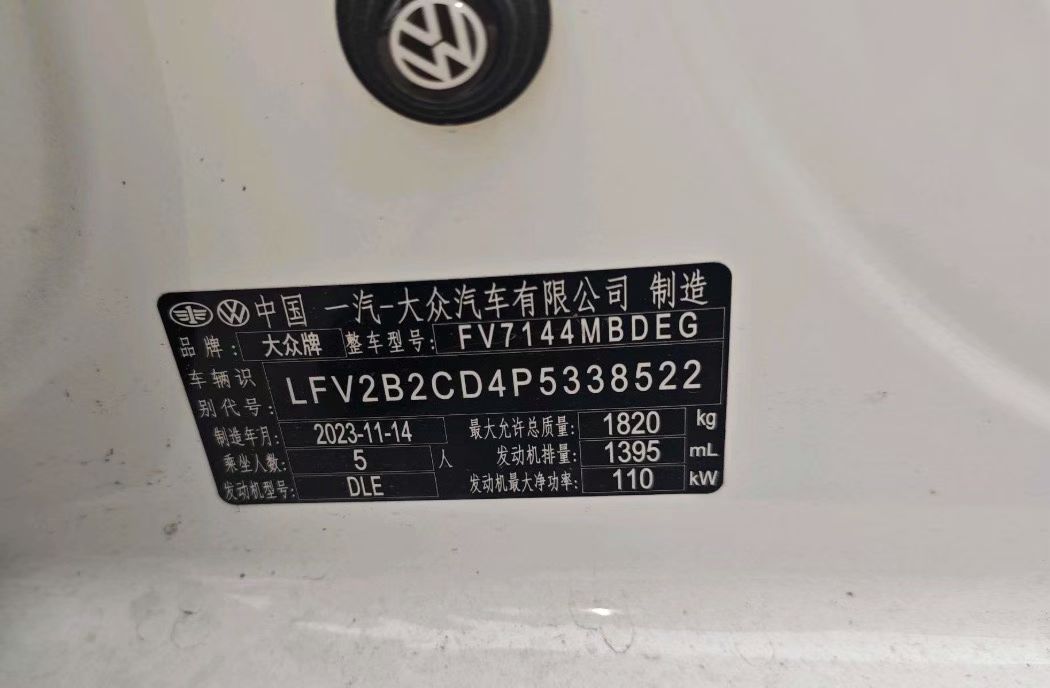 中国 一汽-大众汽车有限公司 制造
品牌: 大众牌 整车型号: FV7144MBDEG
车辆识别代号: LFV2B2CD4P5338522
制造年月: 2023-11-14 最大允许总质量: 1820 kg
乘坐人数: 5 人 发动机排量: 1395 mL
发动机型号: DLE 发动机最大净功率: 110 kW